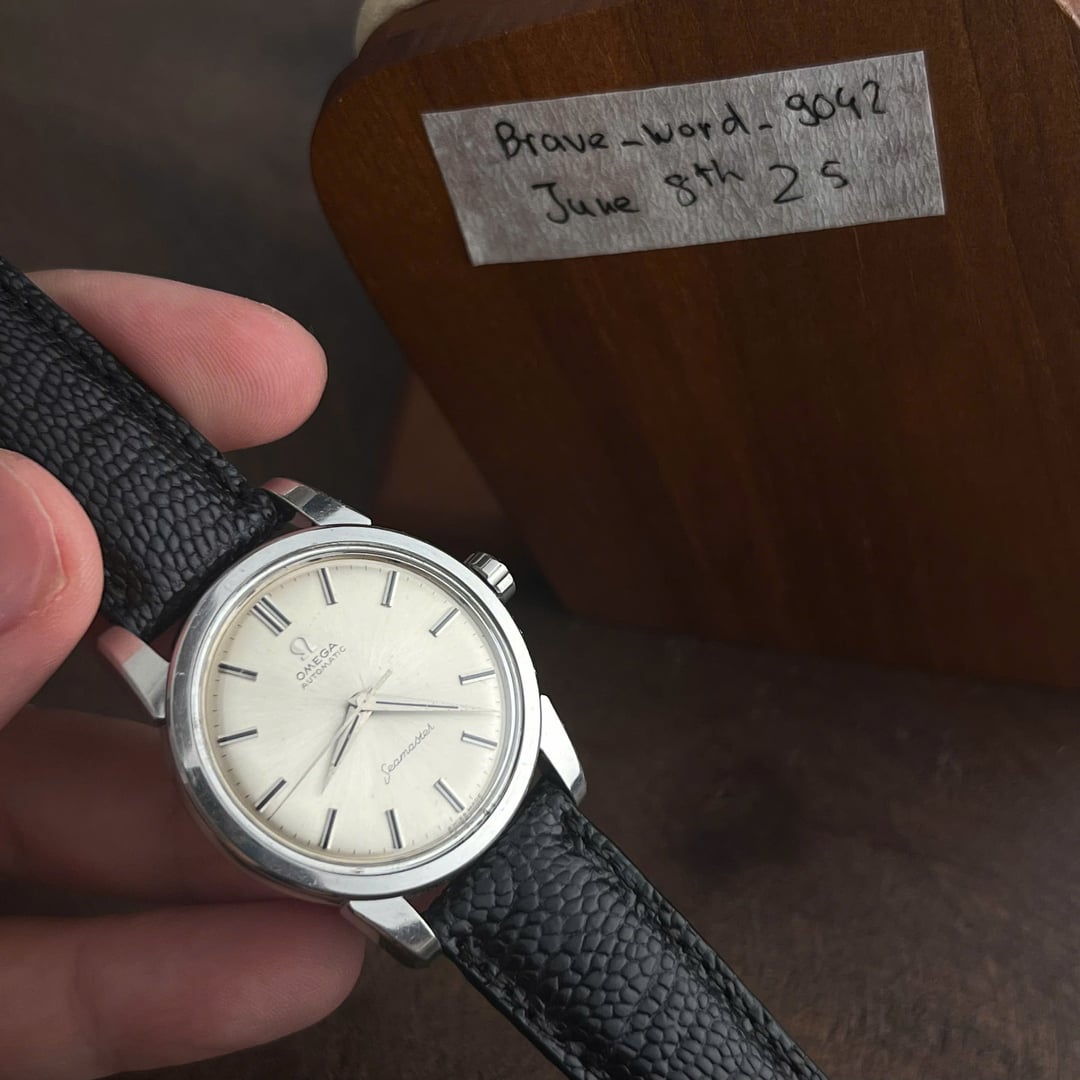 Brave_word_9042
June 8th 25
Ω
OMEGA
AUTOMATIC
Seamaster